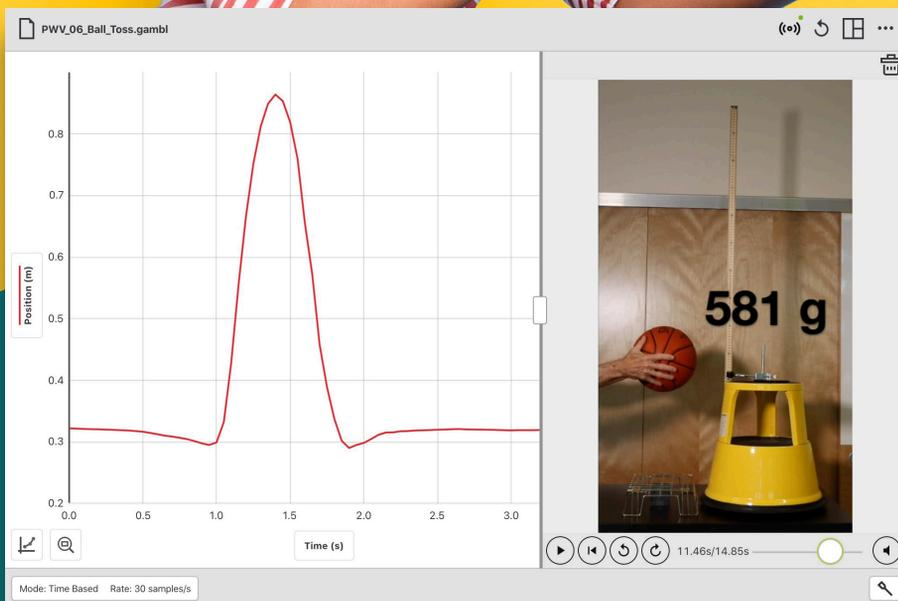 PWV_06_Ball_Toss.gambl
0.8
0.7
0.6
0.5
0.4
0.3
0.2
Position (m)
0.0 0.5 1.0 1.5 2.0 2.5 3.0
Time (s)
581 g
11.46s/14.85s
Mode: Time Based Rate: 30 samples/s